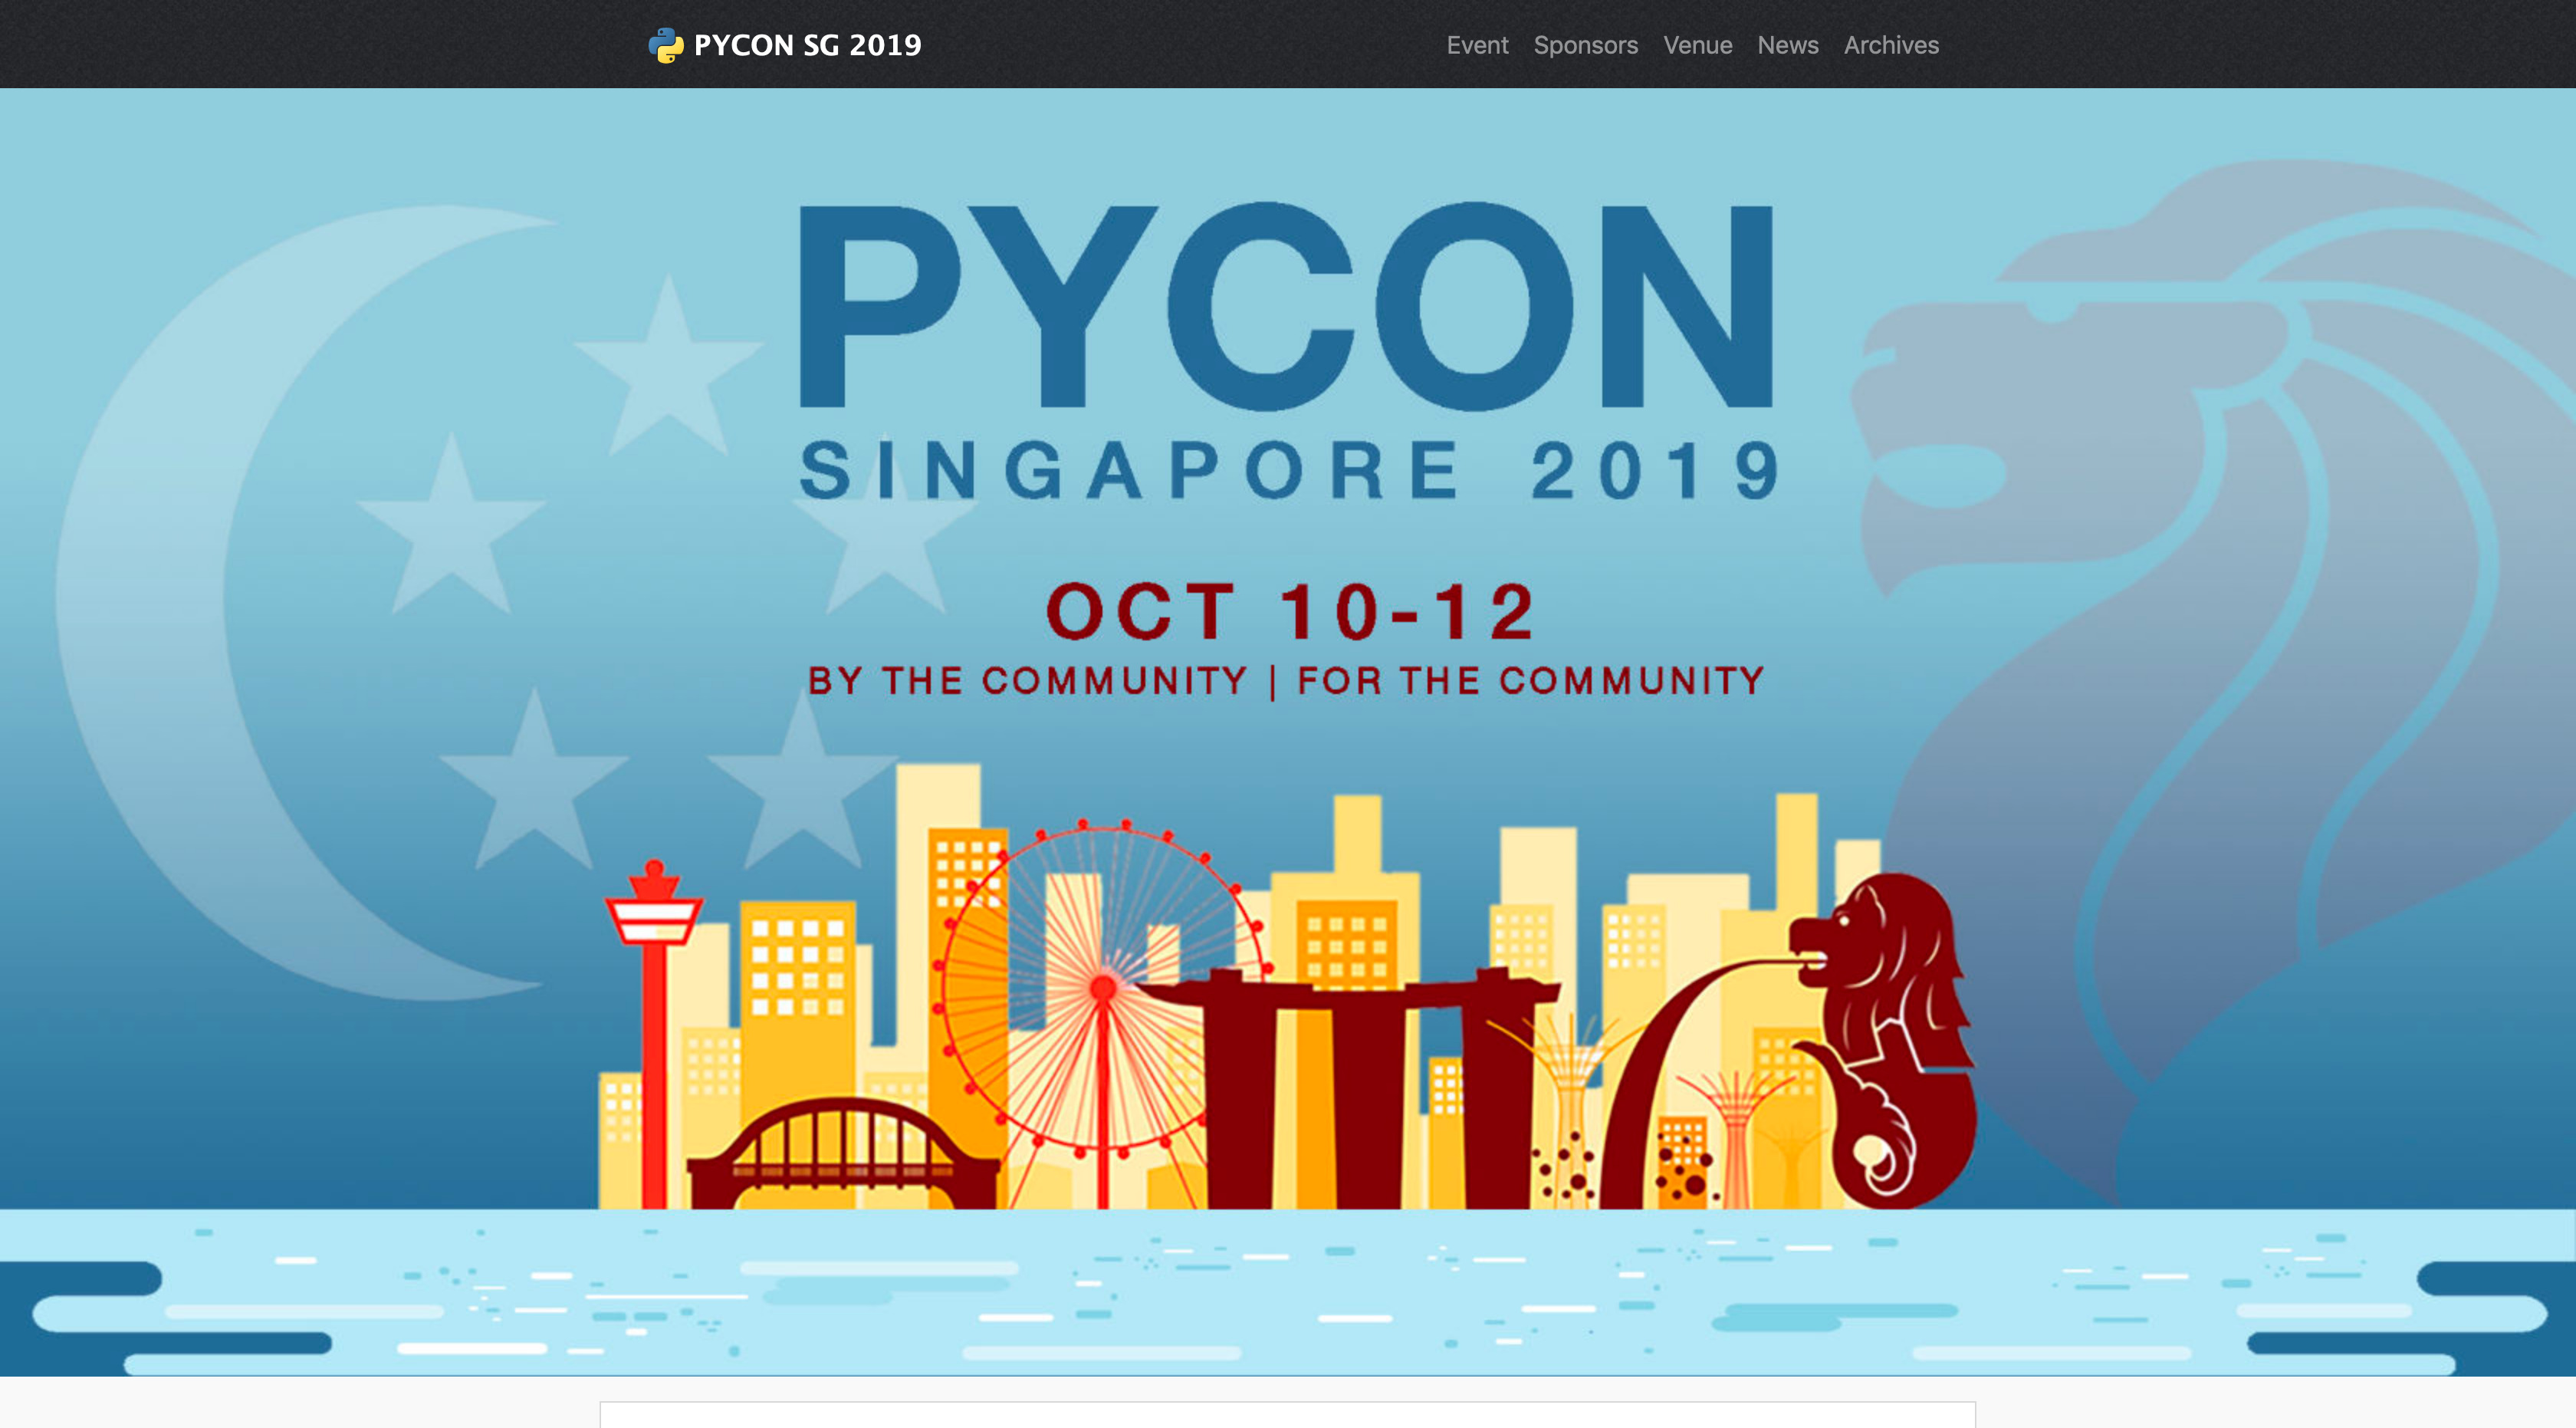 PYCON SG 2019
Event Sponsors Venue News Archives
PYCON
SINGAPORE 2019
OCT 10-12
BY THE COMMUNITY | FOR THE COMMUNITY